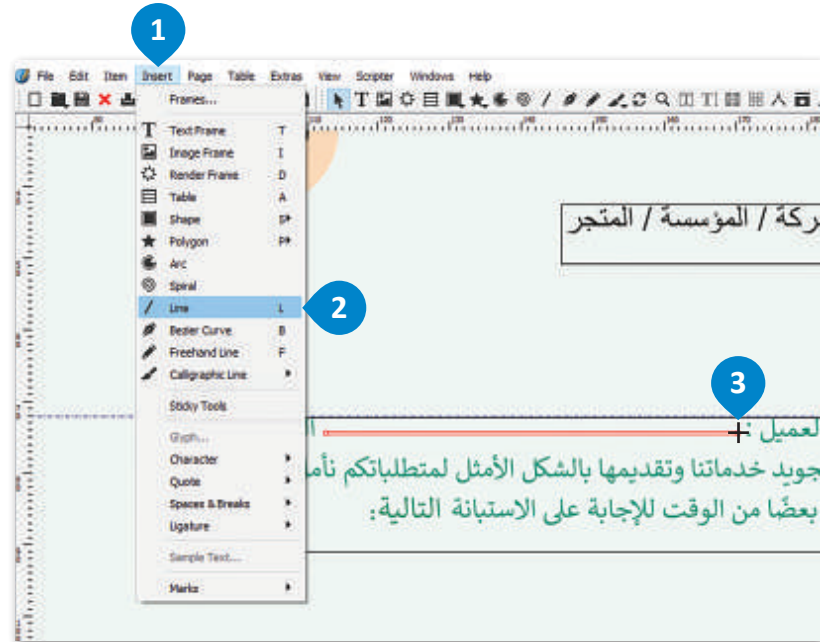 1
File Edit Item Insert Page Table Extras View Scripter Windows Help
Frames...
Text Frame T
Image Frame I
Render Frame D
Table A
Shape
Polygon
Arc
Spiral
Line L
Bezier Curve B
Freehand Line F
Calligraphic Line
Sticky Tools
Glyph...
Character
Quote
Spaces & Breaks
Ligature
Sample Text...
Marks
2
3
/ المؤسسة / المتجر
لعميل :
جويد خدماتنا وتقديمها بالشكل الأمثل لمتطلباتكم
بعضًا من الوقت للإجابة على الاستبانة التالية: